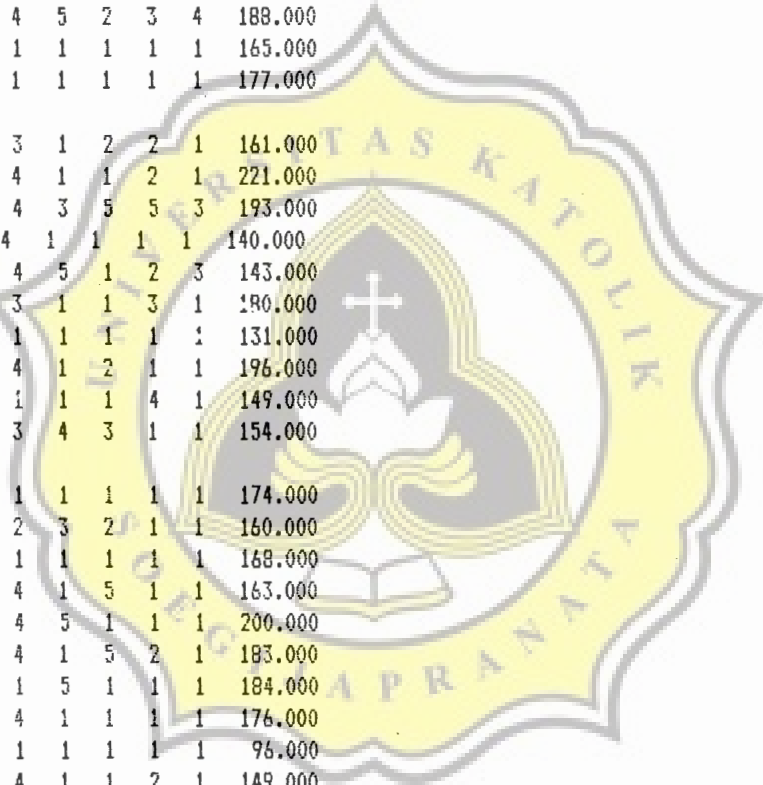 4 5 2 3 4 188.000
1 1 1 1 1 165.000
1 1 1 1 1 177.000
3 1 2 2 1 161.000
4 1 1 2 1 221.000
4 3 5 5 3 193.000
4 1 1 1 1 140.000
4 5 1 2 3 143.000
3 1 1 3 1 180.000
1 1 1 1 1 131.000
4 1 2 1 1 196.000
1 1 1 4 1 149.000
3 4 3 1 1 154.000
1 1 1 1 1 174.000
2 3 2 1 1 160.000
1 1 1 1 1 168.000
4 1 5 1 1 163.000
4 5 1 1 1 200.000
4 1 5 2 1 183.000
1 5 1 1 1 184.000
4 1 1 1 1 176.000
1 1 1 1 1 96.000
4 1 1 2 1 149.000
UNIVERSITAS KATOLIK
SOEGIJAPRANATA